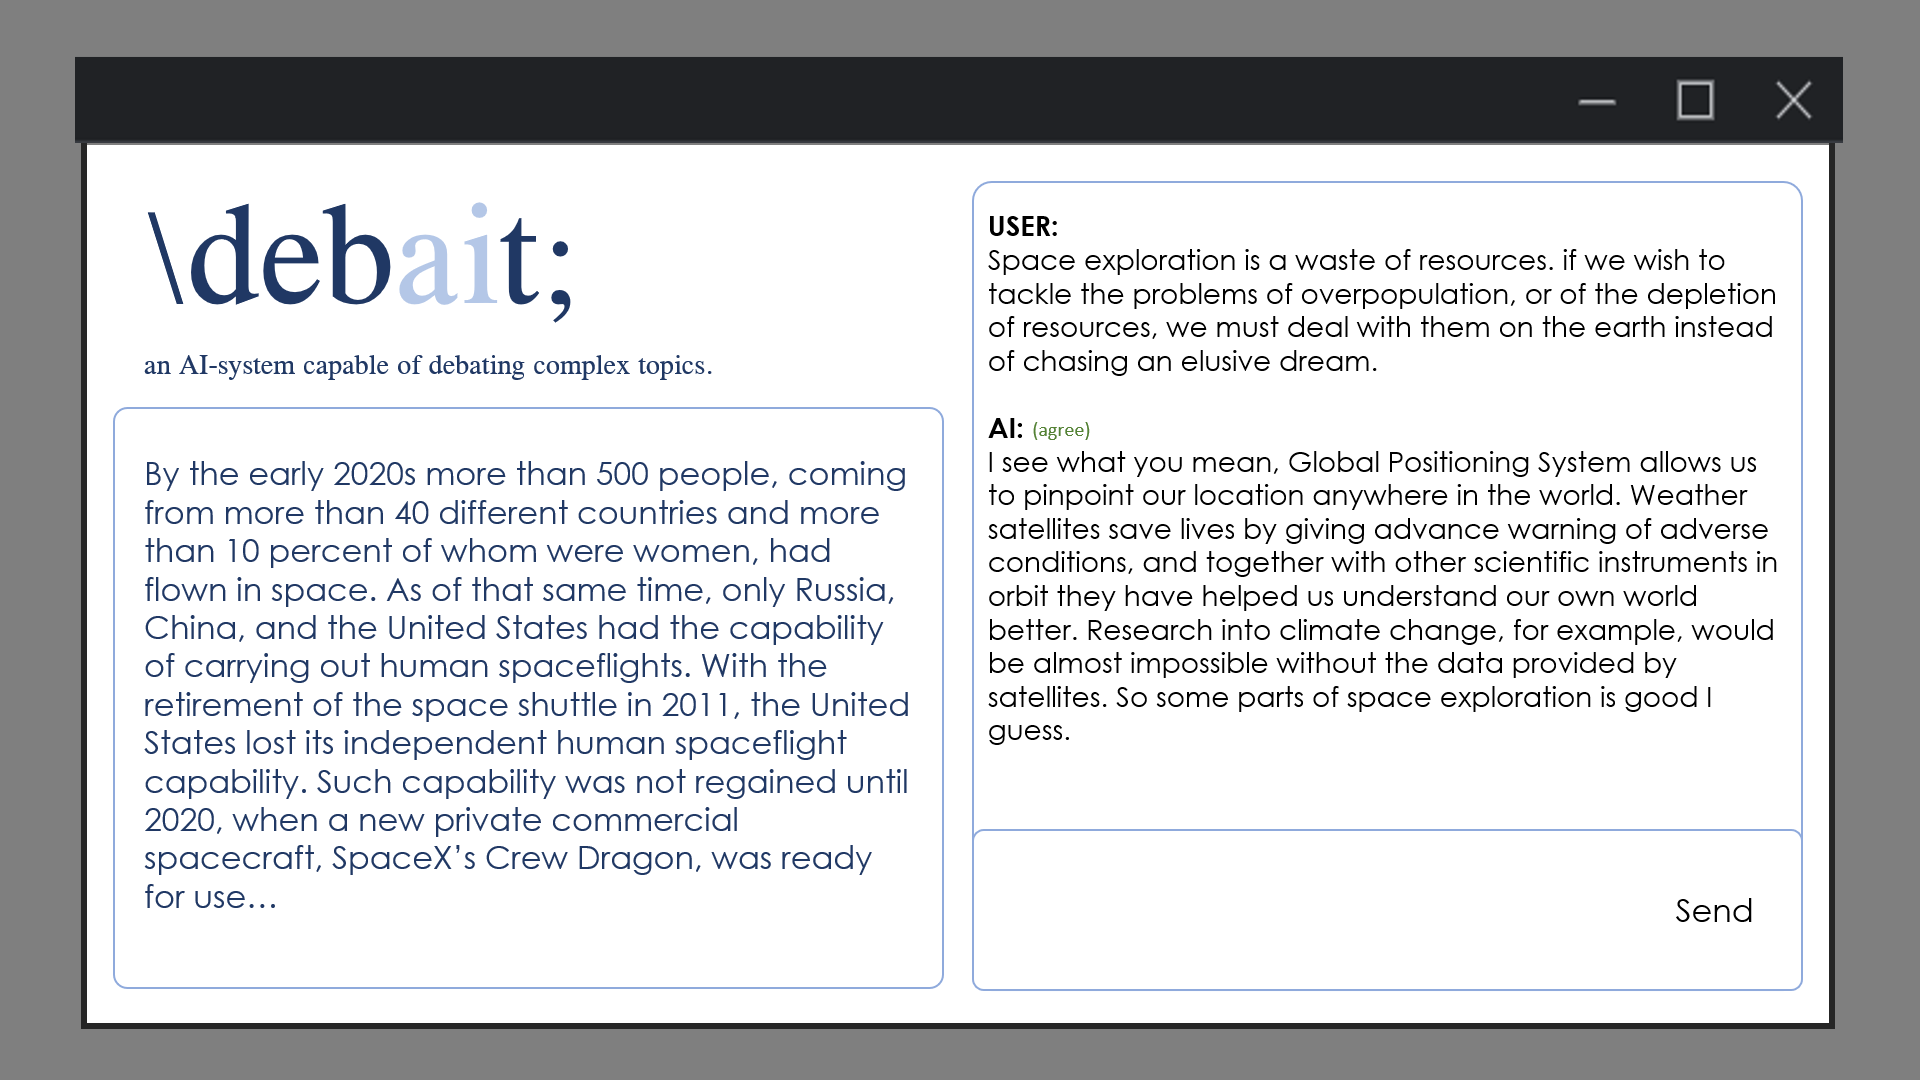 \debait;
an AI-system capable of debating complex topics.
By the early 2020s more than 500 people, coming
from more than 40 different countries and more
than 10 percent of whom were women, had
flown in space. As of that same time, only Russia,
China, and the United States had the capability
of carrying out human spaceflights. With the
retirement of the space shuttle in 2011, the United
States lost its independent human spaceflight
capability. Such capability was not regained until
2020, when a new private commercial
spacecraft, SpaceX’s Crew Dragon, was ready
for use…
USER:
Space exploration is a waste of resources. if we wish to
tackle the problems of overpopulation, or of the depletion
of resources, we must deal with them on the earth instead
of chasing an elusive dream.
AI: (agree)
I see what you mean, Global Positioning System allows us
to pinpoint our location anywhere in the world. Weather
satellites save lives by giving advance warning of adverse
conditions, and together with other scientific instruments in
orbit they have helped us understand our own world
better. Research into climate change, for example, would
be almost impossible without the data provided by
satellites. So some parts of space exploration is good I
guess.
Send